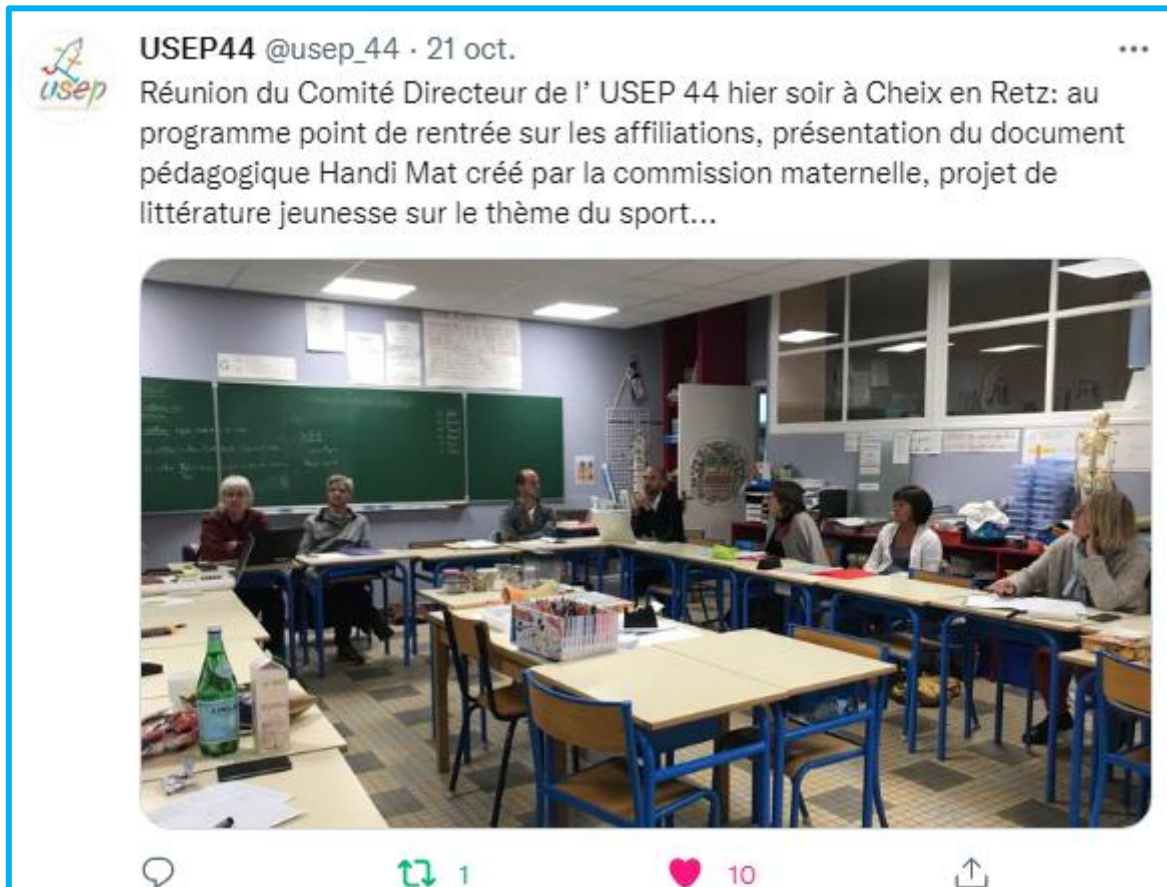 USEP44 @usep_44 · 21 oct.
usep
Réunion du Comité Directeur de l’ USEP 44 hier soir à Cheix en Retz: au
programme point de rentrée sur les affiliations, présentation du document
pédagogique Handi Mat créé par la commission maternelle, projet de
littérature jeunesse sur le thème du sport...
1
10